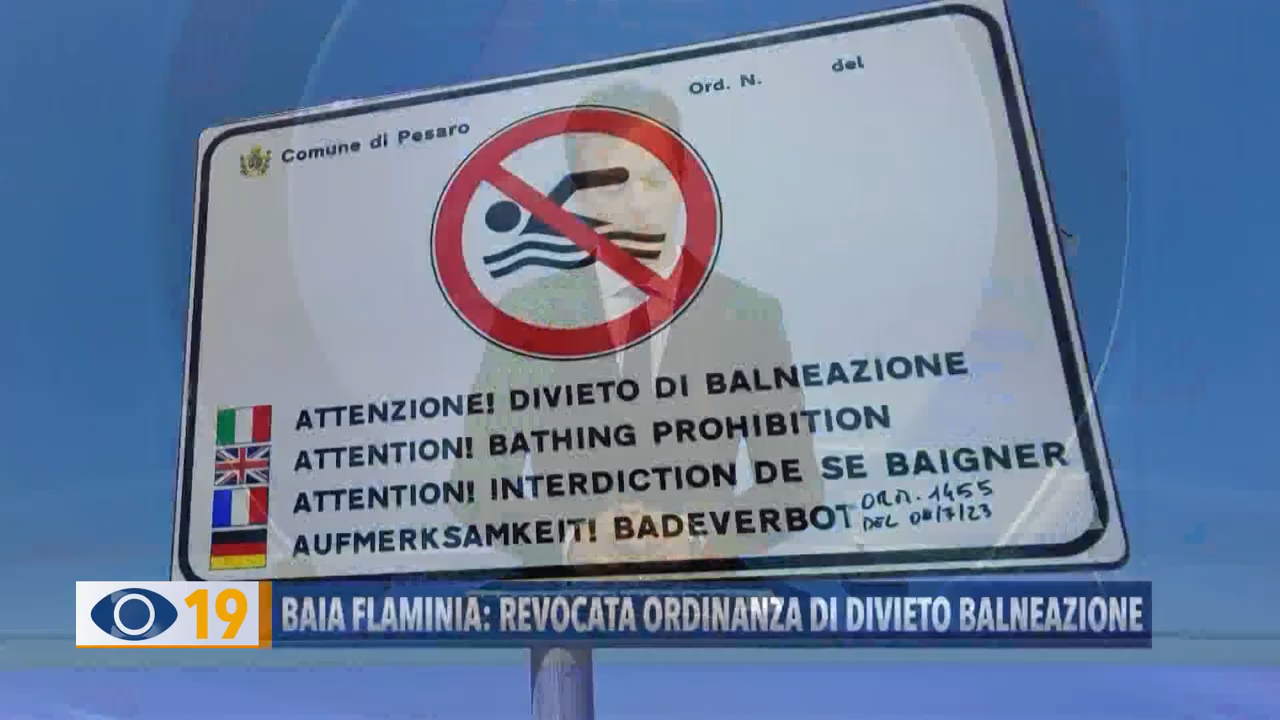 Ord. N. del
Comune di Pesaro
ATTENZIONE! DIVIETO DI BALNEAZIONE
ATTENTION! BATHING PROHIBITION
ATTENTION! INTERDICTION DE SE BAIGNER
AUFMERKSAMKEIT! BADEVERBOT
ORD. 1455
DEL 08/7/23
19 BAIA FLAMINIA: REVOCATA ORDINANZA DI DIVIETO BALNEAZIONE